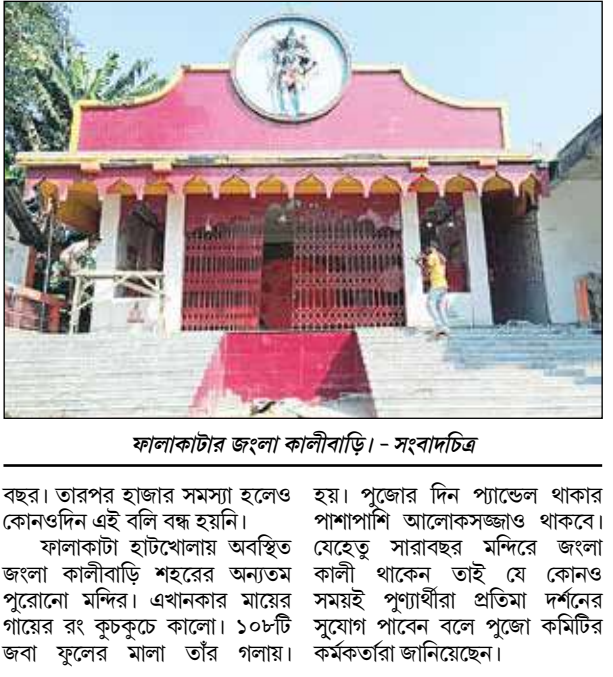 ফালাকাটার জংলা কালীবাড়ি। - সংবাদচিত্র
বছর। তারপর হাজার সমস্যা হলেও
কোনওদিন এই বলি বন্ধ হয়নি।
ফালাকাটা হাটখোলায় অবস্থিত
জংলা কালীবাড়ি শহরের অন্যতম
পুরোনো মন্দির। এখানকার মায়ের
গায়ের রং কুচকুচে কালো। ১০৮টি
জবা ফুলের মালা তাঁর গলায়।
হয়। পুজোর দিন প্যান্ডেল থাকার
পাশাপাশি আলোকসজ্জাও থাকবে।
যেহেতু সারাবছর মন্দিরে জংলা
কালী থাকেন তাই যে কোনও
সময়ই পুণ্যার্থীরা প্রতিমা দর্শনের
সুযোগ পাবেন বলে পুজো কমিটির
কর্মকর্তারা জানিয়েছেন।